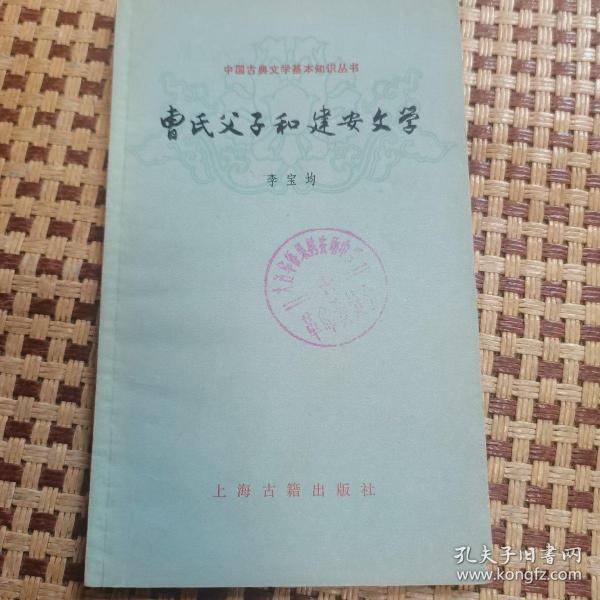 中国古典文学基本知识丛书
曹氏父子和建安文学
李宝均
上海古籍出版社
孔夫子旧书网
www.kongfz.com